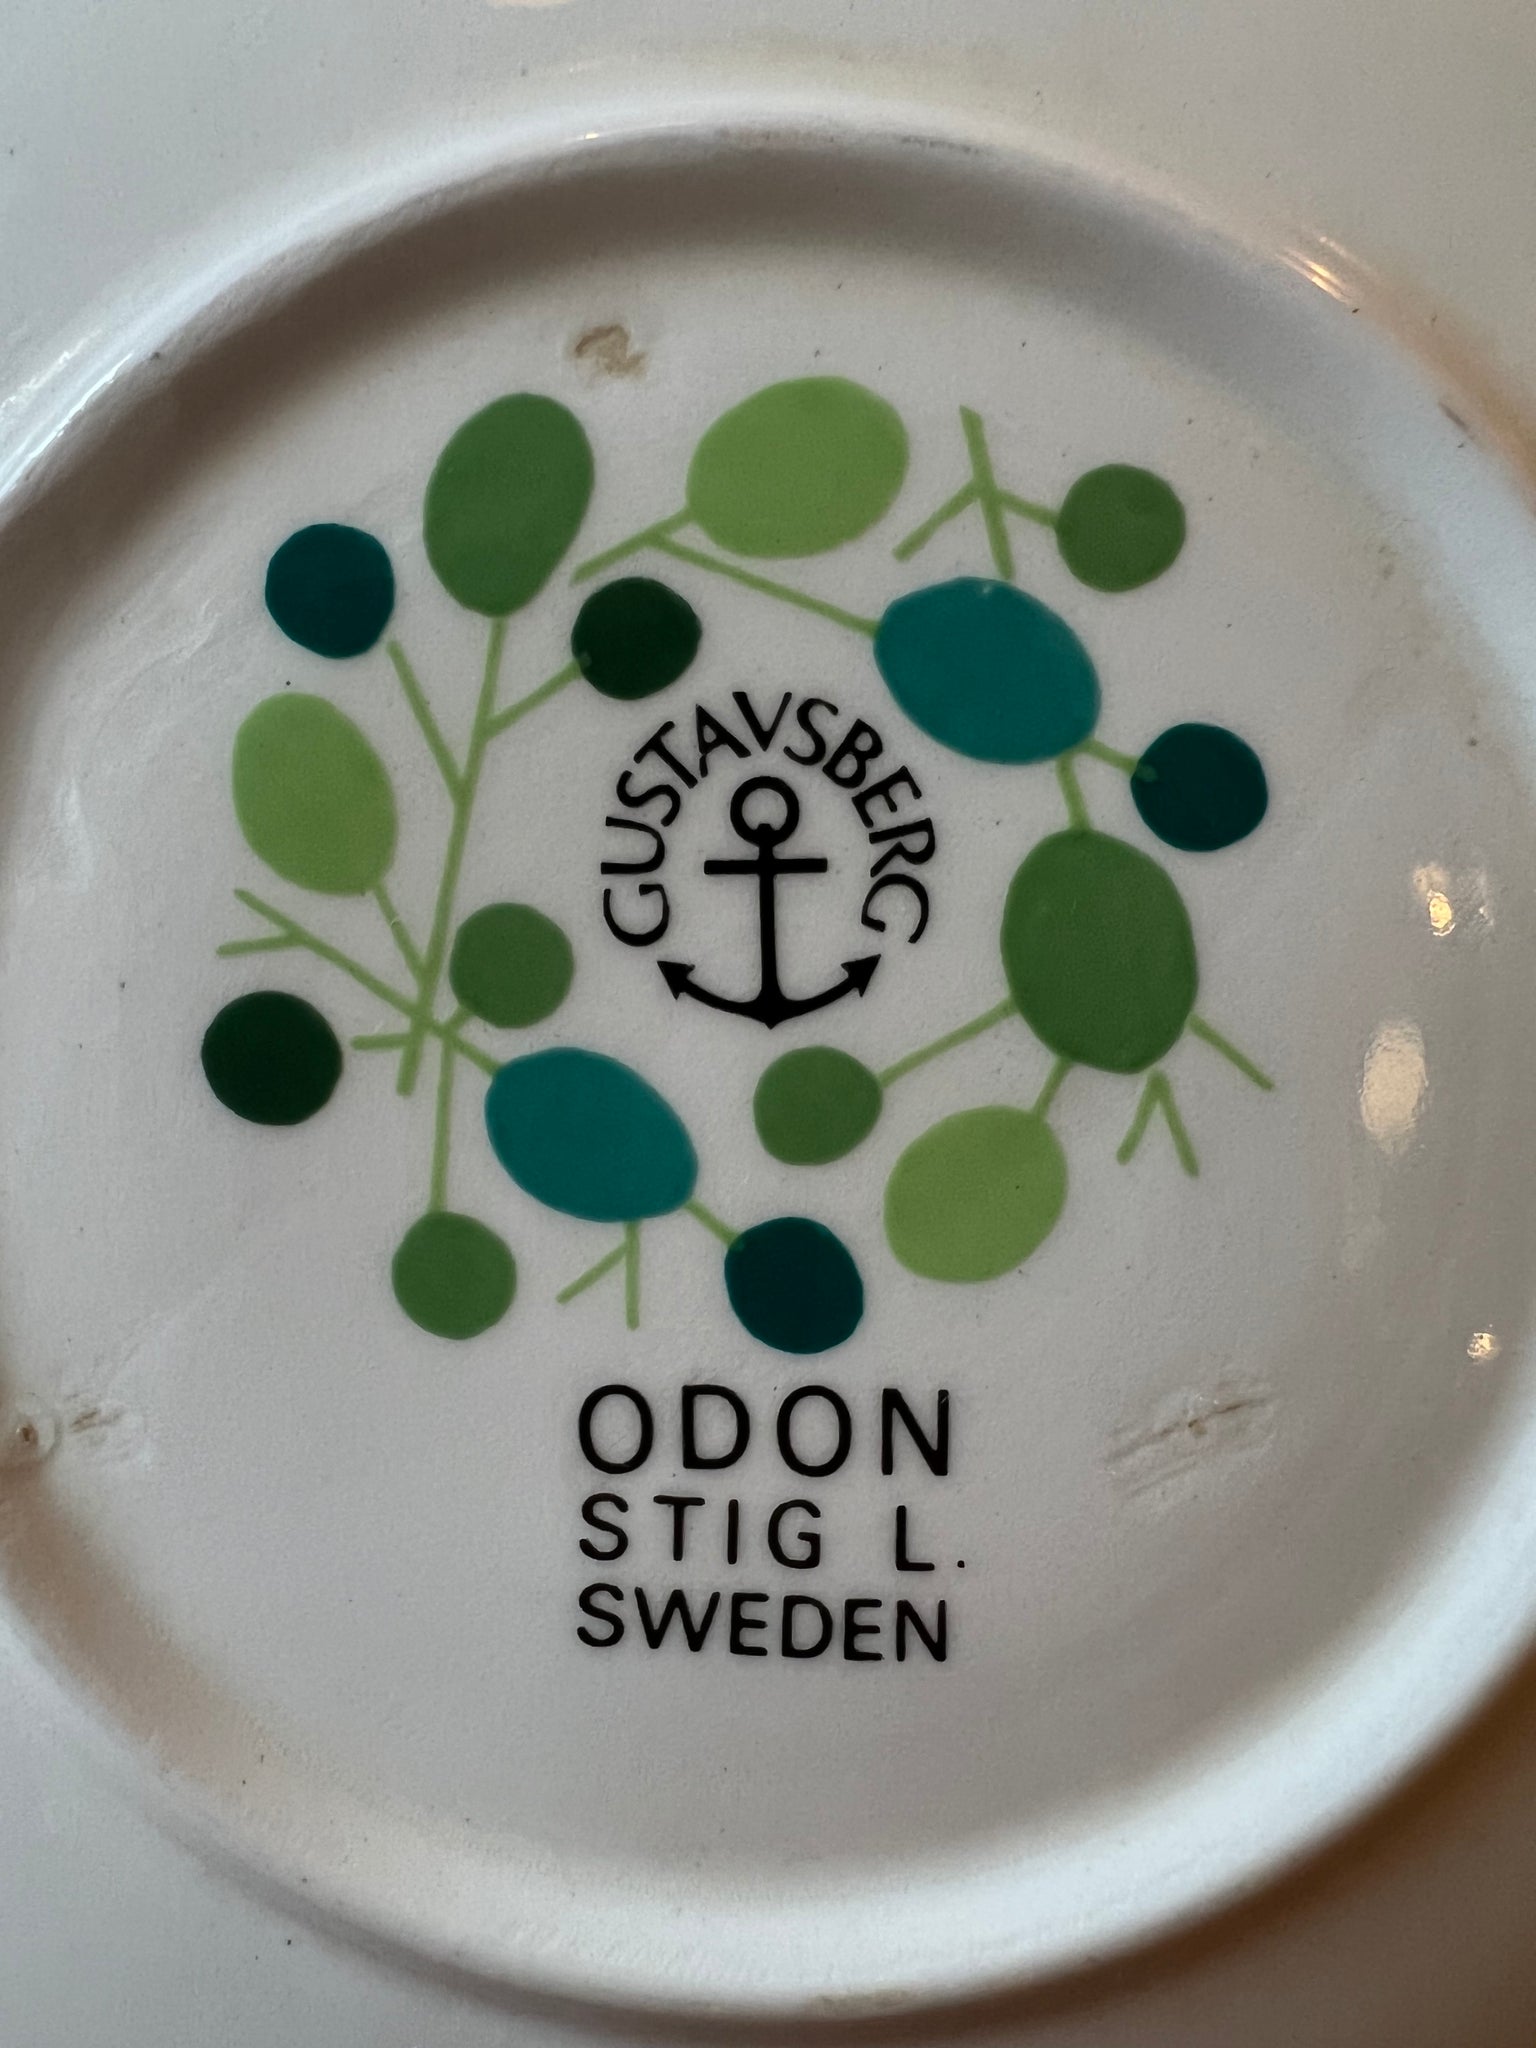 GUSTAVSBERG
ODON
STIG L.
SWEDEN